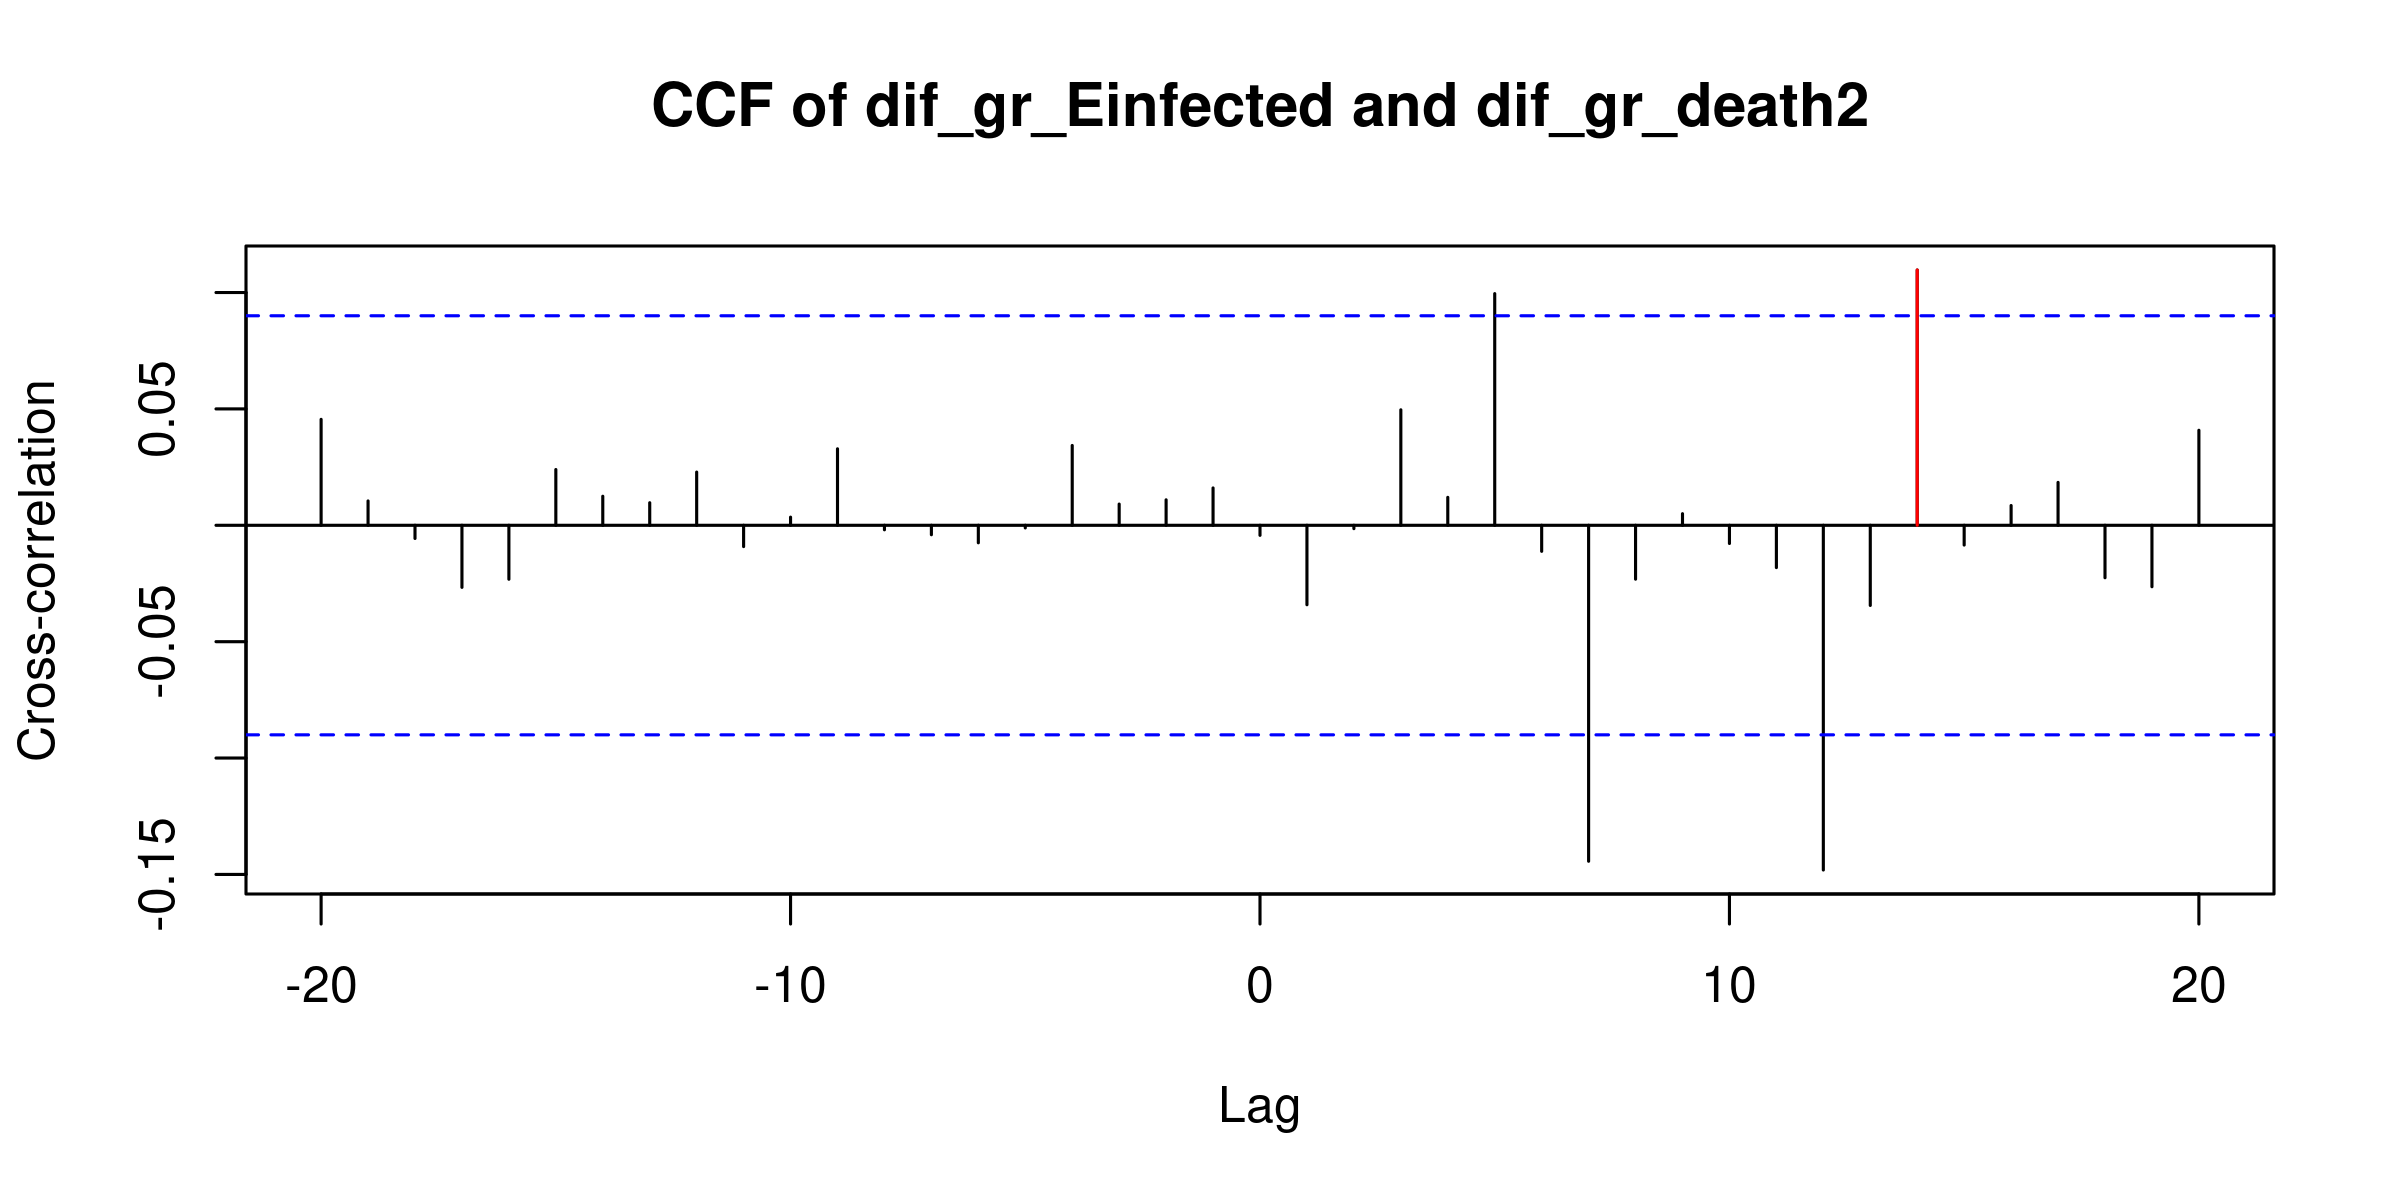 CCF of dif_gr_Einfected and dif_gr_death2
Cross-correlation
0.05
-0.05
-0.15
-20
-10
0
10
20
Lag